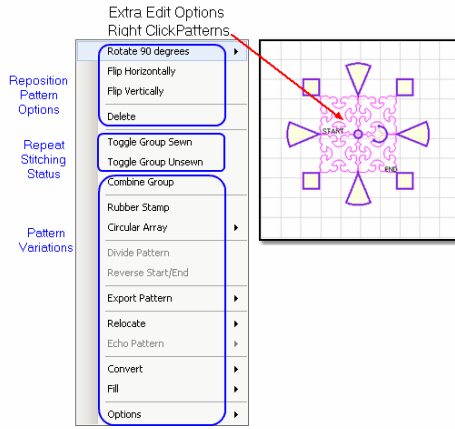 Extra Edit Options
Right ClickPatterns
Rotate 90 degrees
Flip Horizontally
Flip Vertically
Delete
Reposition
Pattern
Options
Toggle Group Sewn
Toggle Group Unsewn
Repeat
Stitching
Status
Combine Group
Rubber Stamp
Circular Array
Divide Pattern
Reverse Start/End
Export Pattern
Relocate
Echo Pattern
Convert
Fill
Options
Pattern
Variations
START
END